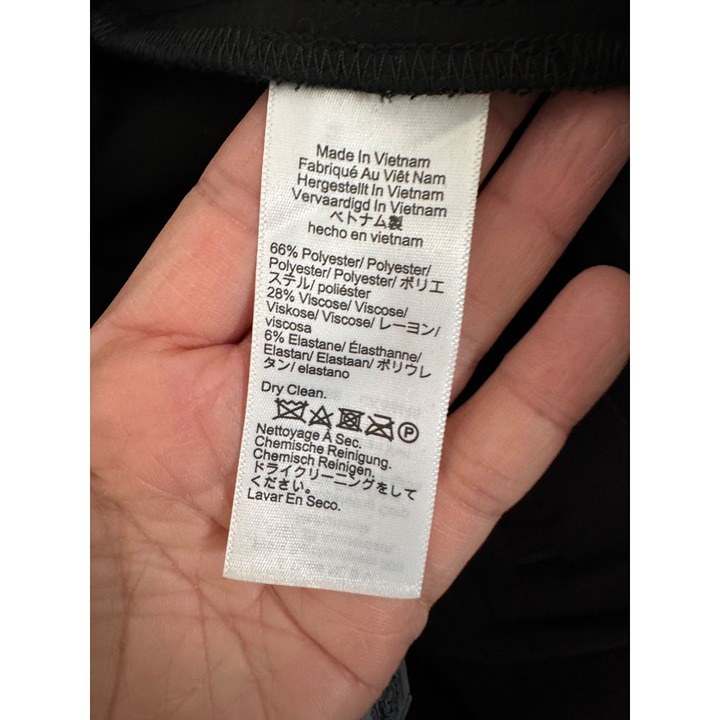 Made In Vietnam
Fabriqué Au Viêt Nam
Hergestellt In Vietnam
Vervaardigd In Vietnam
ベトナム製
hecho en vietnam
66% Polyester/ Polyester/
Polyester/ Polyester/ ポリエ
ステル/ poliéster
28% Viscose/ Viscose/
Viskose/ Viscose/ レーヨン/
viscosa
6% Elastane/ Élasthanne/
Elastan/ Elastaan/ ポリウレ
タン/ elastano
Dry Clean.
P
Nettoyage À Sec.
Chemische Reinigung.
Chemisch Reinigen.
ドライクリーニングをして
ください。
Lavar En Seco.